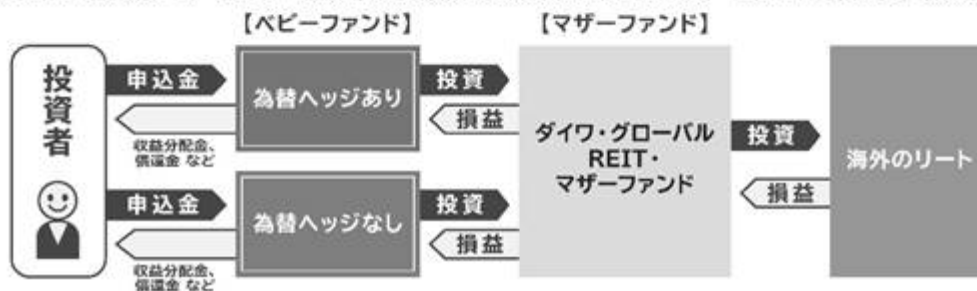 【ベビーファンド】
【マザーファンド】
投資者
申込金
収益分配金、
償還金 など
為替ヘッジあり
投資
損益
申込金
収益分配金、
償還金 など
為替ヘッジなし
投資
損益
ダイワ・グローバル
REIT・
マザーファンド
投資
損益
海外のリート